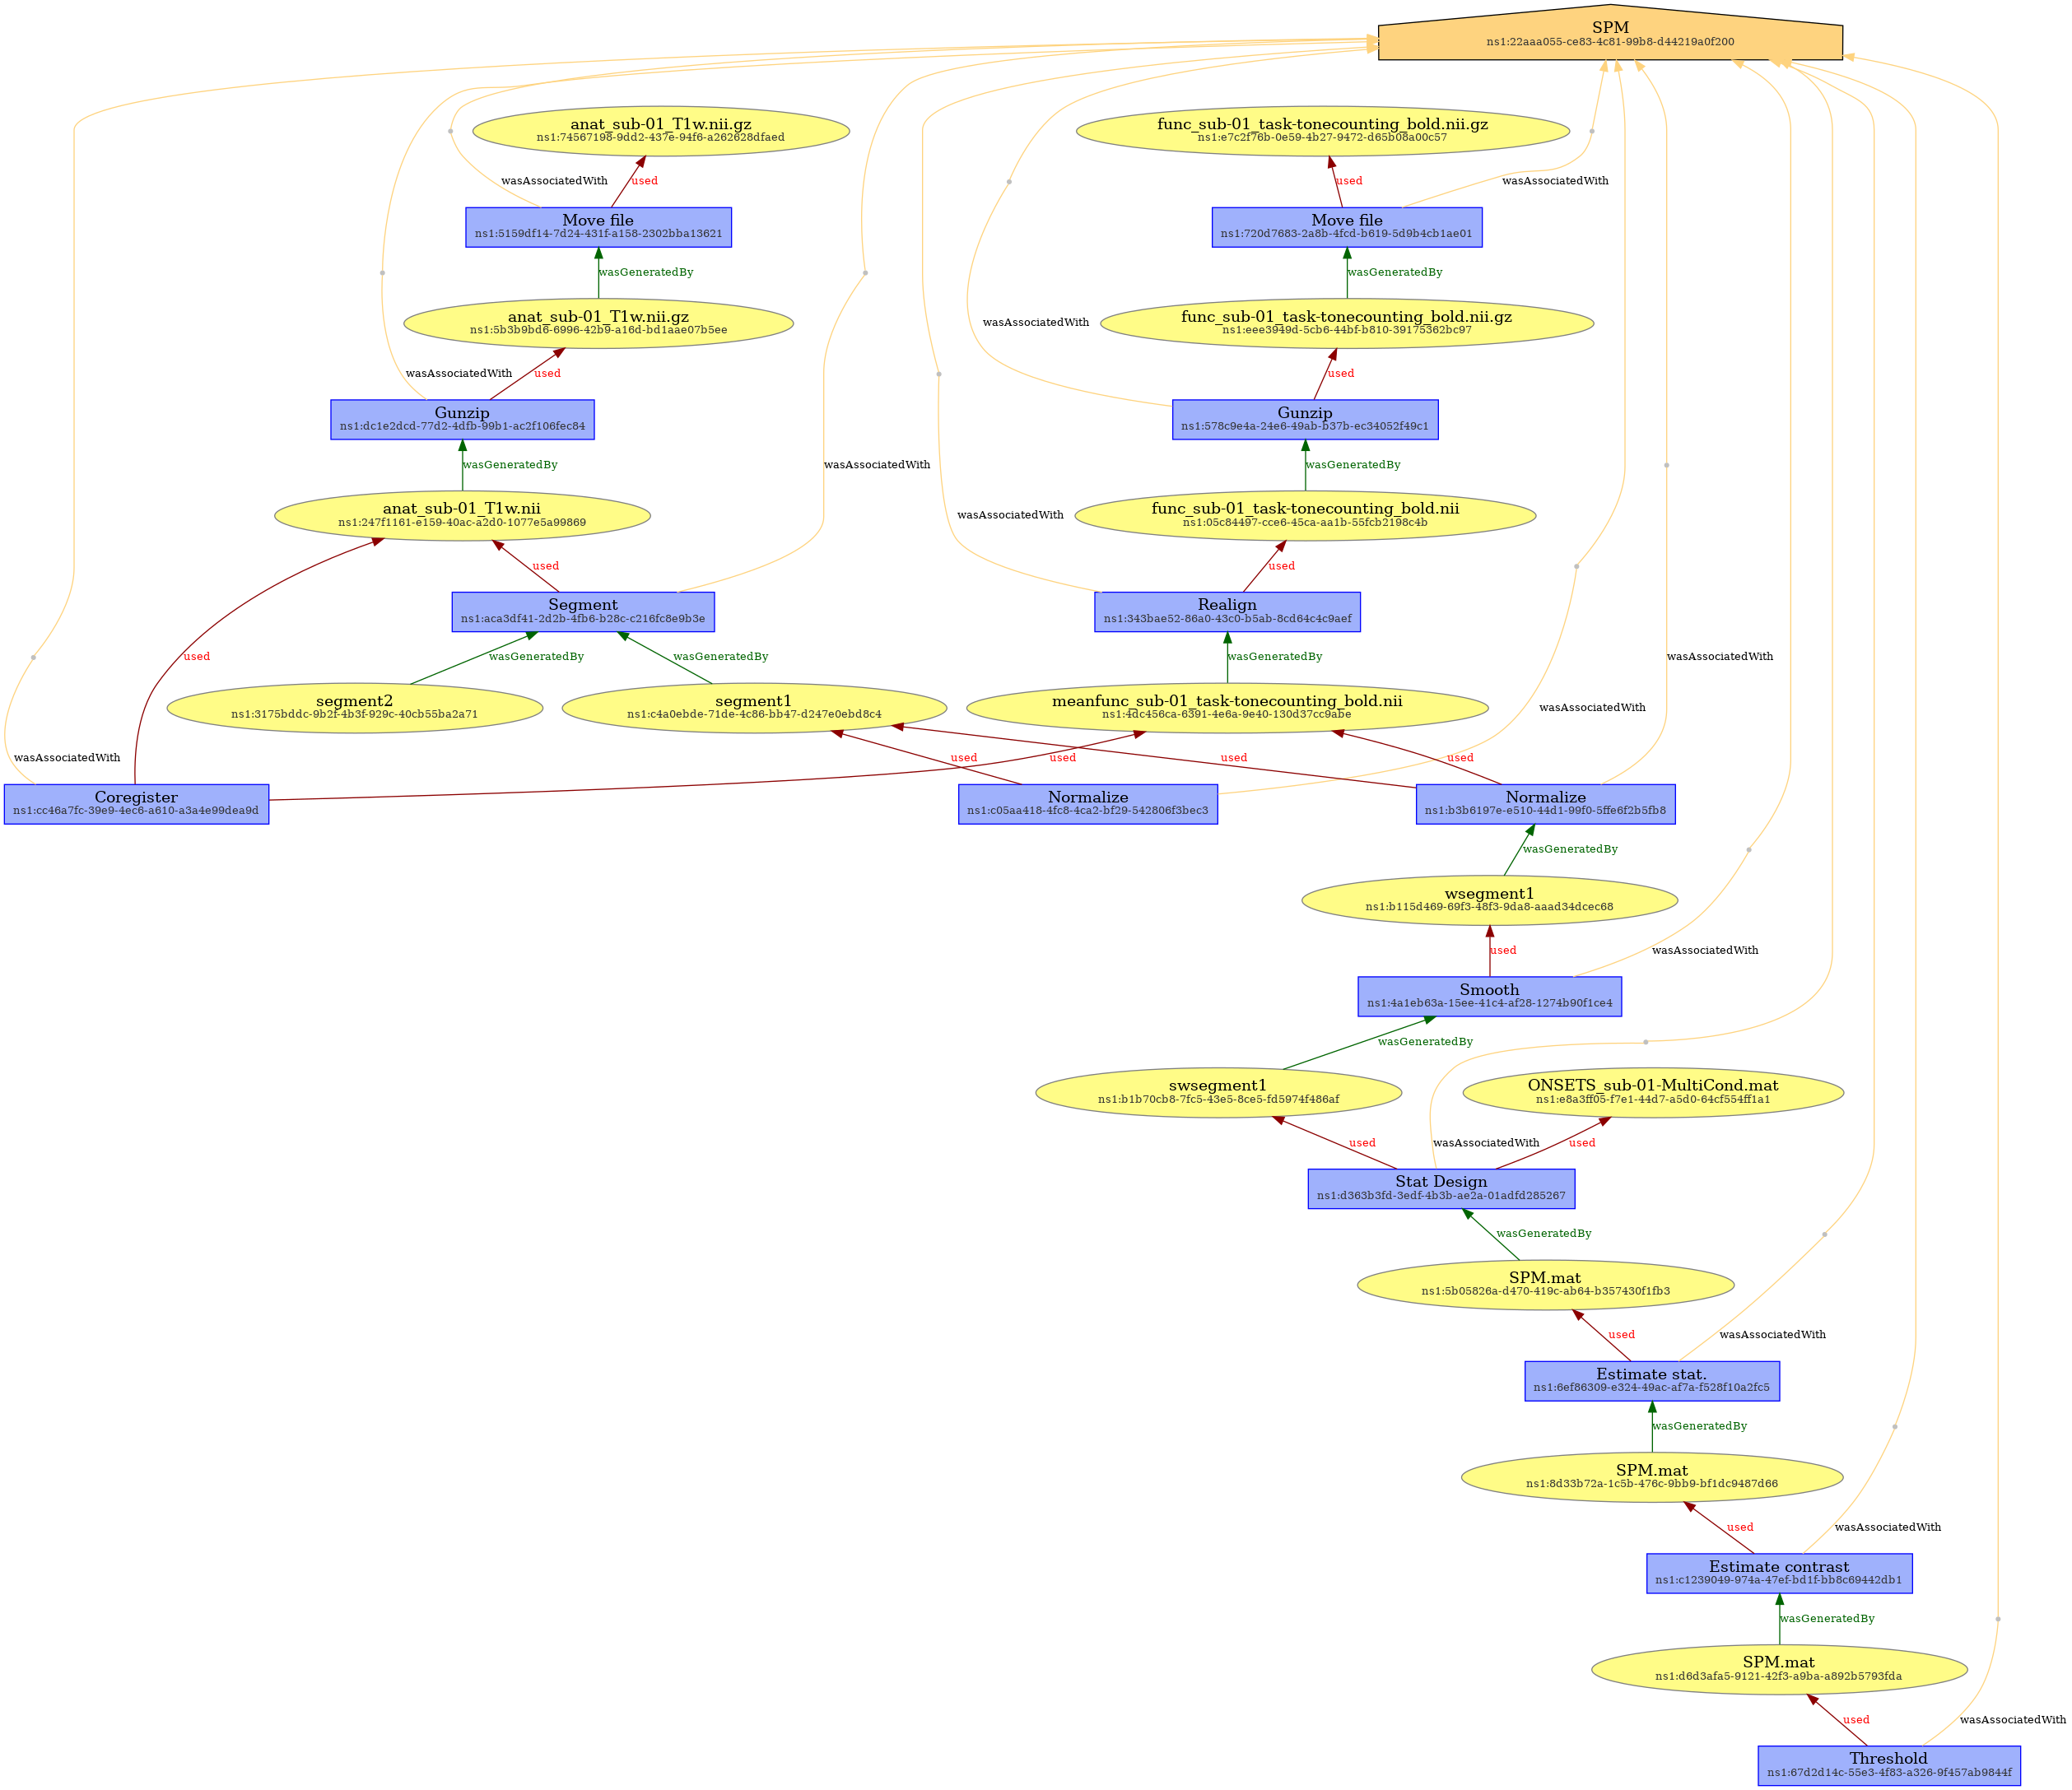 SPM
ns1:22aaa055-ce83-4c81-99b8-d44219a0f200
anat_sub-01_T1w.nii.gz
ns1:74567198-9dd2-437e-94f6-a262628dfaed
func_sub-01_task-tonecounting_bold.nii.gz
ns1:e7c2f76b-0e59-4b27-9472-d65b08a00c57
wasAssociatedWith
used
used
wasAssociatedWith
Move file
ns1:5159df14-7d24-431f-a158-2302bba13621
Move file
ns1:720d7683-2a8b-4fcd-b619-5d9b4cb1ae01
wasGeneratedBy
wasGeneratedBy
anat_sub-01_T1w.nii.gz
ns1:5b3b9bd6-6996-42b9-a16d-bd1aae07b5ee
func_sub-01_task-tonecounting_bold.nii.gz
ns1:eee3949d-5cb6-44bf-b810-39175362bc97
wasAssociatedWith
wasAssociatedWith
used
used
Gunzip
ns1:dc1e2dcd-77d2-4dfb-99b1-ac2f106fec84
Gunzip
ns1:578c9e4a-24e6-49ab-b37b-ec34052f49c1
wasGeneratedBy
wasAssociatedWith
wasGeneratedBy
anat_sub-01_T1w.nii
ns1:247f1161-e159-40ac-a2d0-1077e5a99869
func_sub-01_task-tonecounting_bold.nii
ns1:05c84497-cce6-45ca-aa1b-55fcb2198c4b
wasAssociatedWith
used
used
Segment
ns1:aca3df41-2d2b-4fb6-b28c-c216fc8e9b3e
Realign
ns1:343bae52-86a0-43c0-b5ab-8cd64c4c9aef
used
wasGeneratedBy
wasGeneratedBy
wasGeneratedBy
wasAssociatedWith
segment2
ns1:3175bddc-9b2f-4b3f-929c-40cb55ba2a71
segment1
ns1:c4a0ebde-71de-4c86-bb47-d247e0ebd8c4
meanfunc_sub-01_task-tonecounting_bold.nii
ns1:4dc456ca-6391-4e6a-9e40-130d37cc9abe
wasAssociatedWith
wasAssociatedWith
used
used
used
used
Coregister
ns1:cc46a7fc-39e9-4ec6-a610-a3a4e99dea9d
Normalize
ns1:c05aa418-4fc8-4ca2-bf29-542806f3bec3
Normalize
ns1:b3b6197e-e510-44d1-99f0-5ffe6f2b5fb8
wasGeneratedBy
wsegment1
ns1:b115d469-69f3-48f3-9da8-aaad34dcec68
used
wasAssociatedWith
Smooth
ns1:4a1eb63a-15ee-41c4-af28-1274b90f1ce4
wasGeneratedBy
swsegment1
ns1:b1b70cb8-7fc5-43e5-8ce5-fd5974f486af
ONSETS_sub-01-MultiCond.mat
ns1:e8a3ff05-f7e1-44d7-a5d0-64cf554ff1a1
used
wasAssociatedWith
used
Stat Design
ns1:d363b3fd-3edf-4b3b-ae2a-01adfd285267
wasGeneratedBy
SPM.mat
ns1:5b05826a-d470-419c-ab64-b357430f1fb3
used
wasAssociatedWith
Estimate stat.
ns1:6ef86309-e324-49ac-af7a-f528f10a2fc5
wasGeneratedBy
SPM.mat
ns1:8d33b72a-1c5b-476c-9bb9-bf1dc9487d66
used
wasAssociatedWith
Estimate contrast
ns1:c1239049-974a-47ef-bd1f-bb8c69442db1
wasGeneratedBy
SPM.mat
ns1:d6d3afa5-9121-42f3-a9ba-a892b5793fda
used
wasAssociatedWith
Threshold
ns1:67d2d14c-55e3-4f83-a326-9f457ab9844f